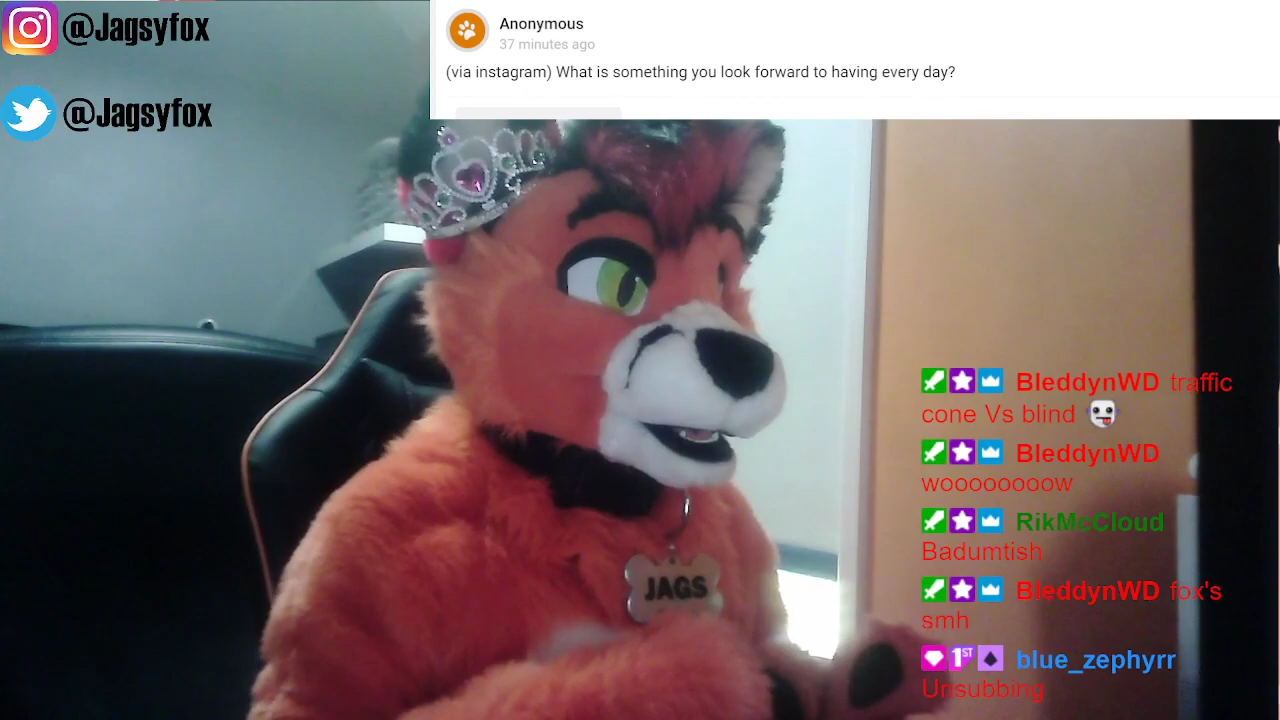 @Jagsyfox
@Jagsyfox
Anonymous
37 minutes ago
(via instagram) What is something you look forward to having every day?
JAGS
BleddynWD traffic
cone Vs blind
BleddynWD
woooooooow
RikMcCloud
Badumtish
BleddynWD fox's
smh
1ST blue_zephyrr
Unsubbing